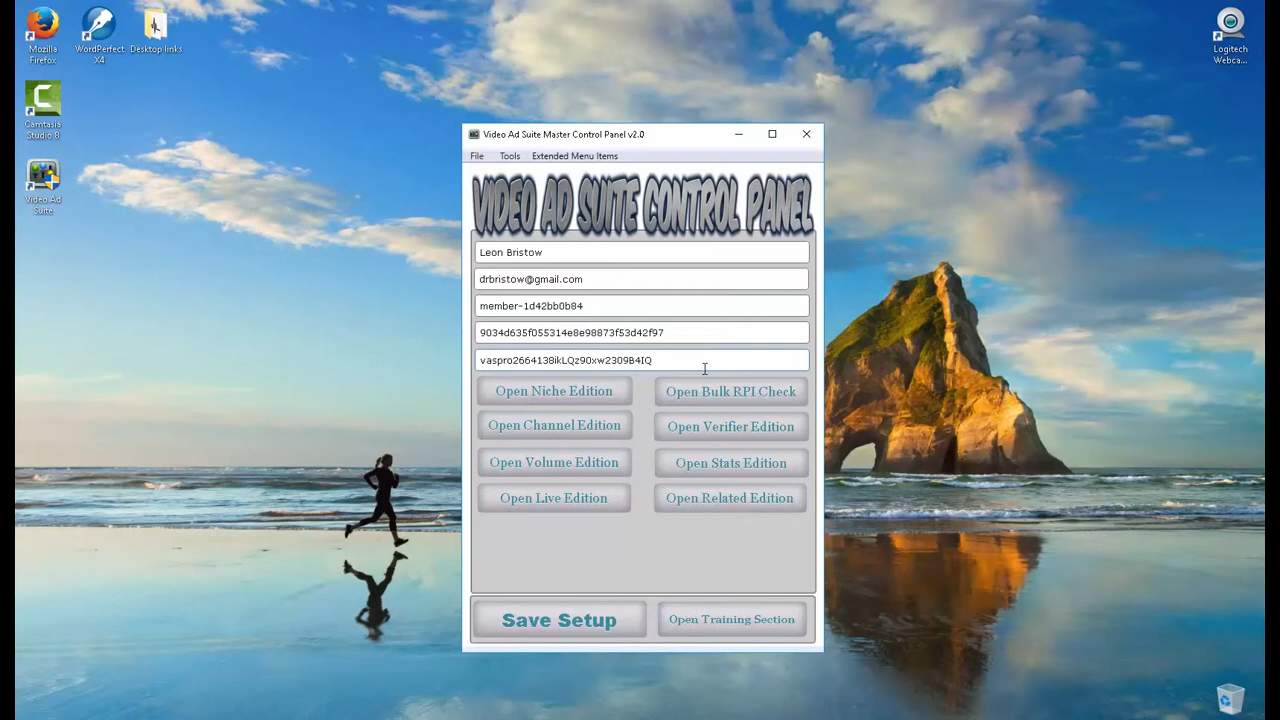 Mozilla Firefox
WordPerfect X4
Desktop links
Logitech Webca...
Camtasia Studio 8
Video Ad Suite
Video Ad Suite Master Control Panel v2.0
File Tools Extended Menu Items
VIDEO AD SUITE CONTROL PANEL
Leon Bristow
drbristow@gmail.com
member-1d42bb0b84
9034d635f055314e8e98873f53d42f97
vaspro2664138ikLQz90xw2309B4IQ
Open Niche Edition
Open Bulk RPI Check
Open Channel Edition
Open Verifier Edition
Open Volume Edition
Open Stats Edition
Open Live Edition
Open Related Edition
Save Setup
Open Training Section